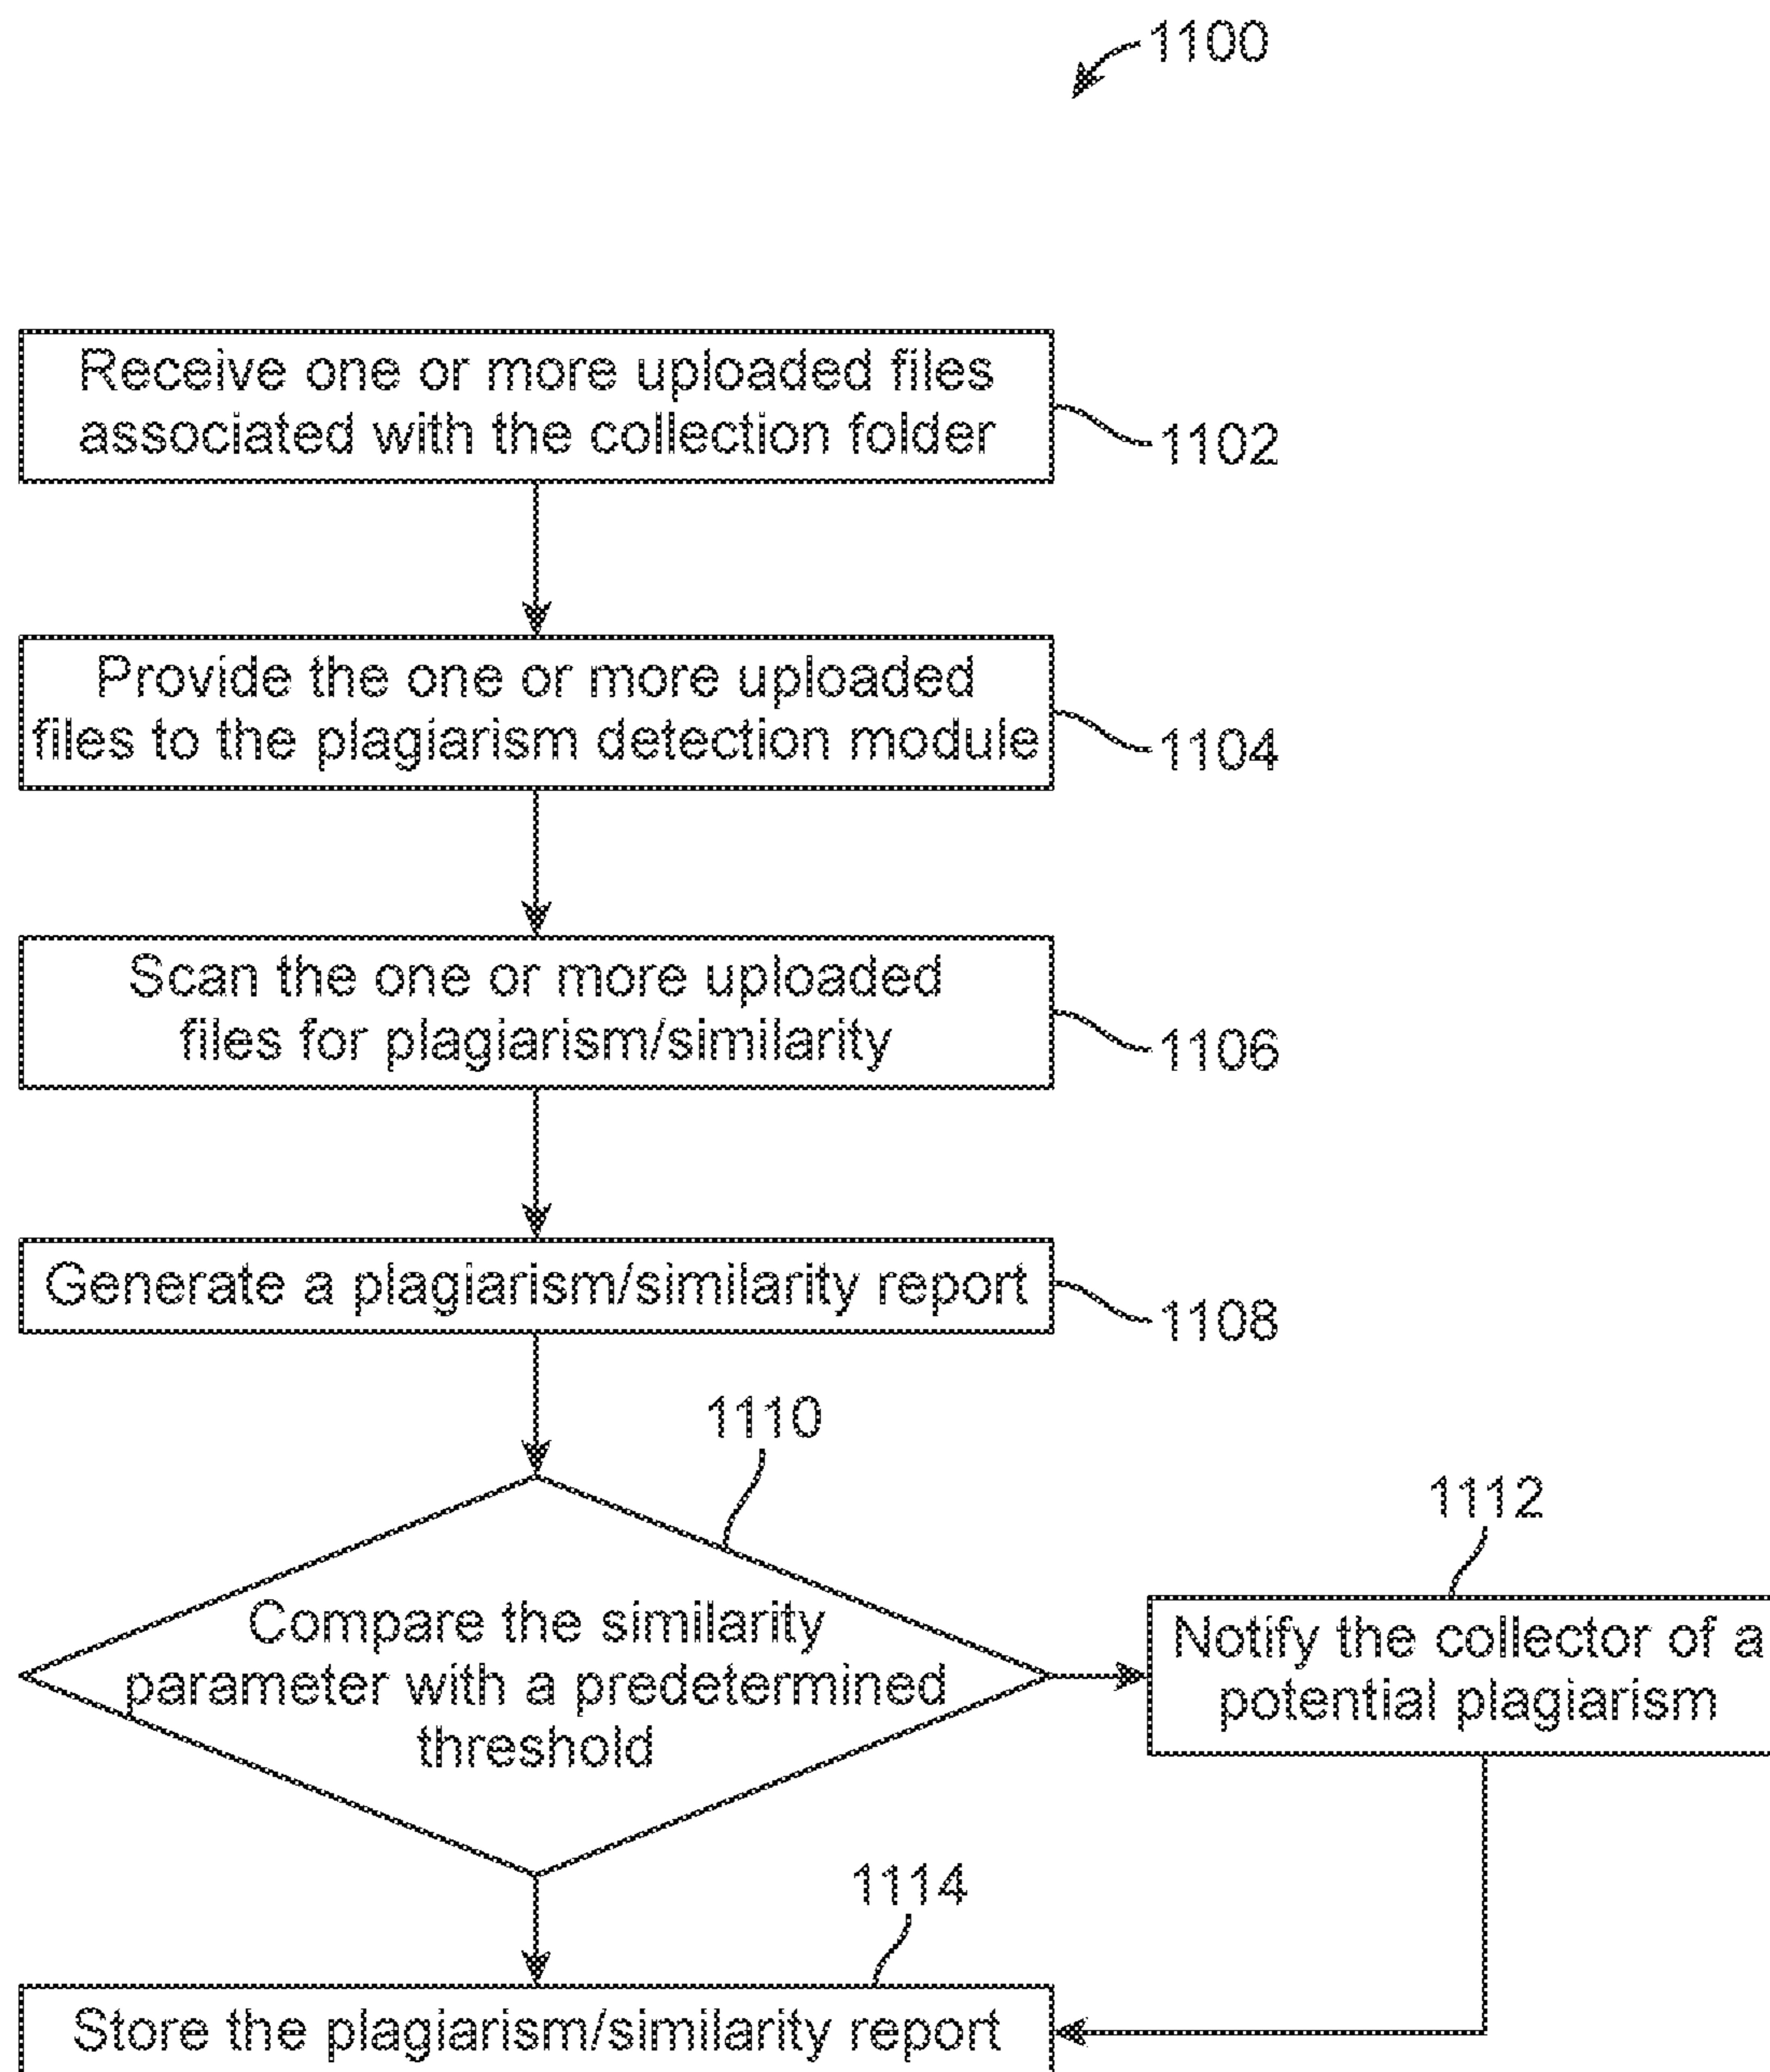 1100
Receive one or more uploaded files
associated with the collection folder
1102
Provide the one or more uploaded
files to the plagiarism detection module
1104
Scan the one or more uploaded
files for plagiarism/similarity
1106
Generate a plagiarism/similarity report
1108
1110
Compare the similarity
parameter with a predetermined
threshold
1112
Notify the collector of a
potential plagiarism
1114
Store the plagiarism/similarity report